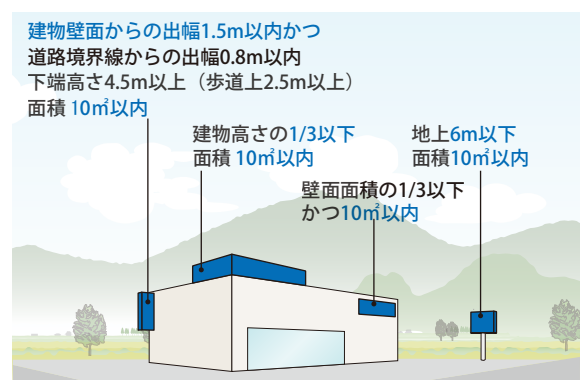 建物壁面からの出幅1.5m以内かつ
道路境界線からの出幅0.8m以内
下端高さ4.5m以上（歩道上2.5m以上）
面積 10㎡以内
建物高さの1/3以下
面積 10㎡以内
地上6m以下
面積10㎡以内
壁面面積の1/3以下
かつ10㎡以内